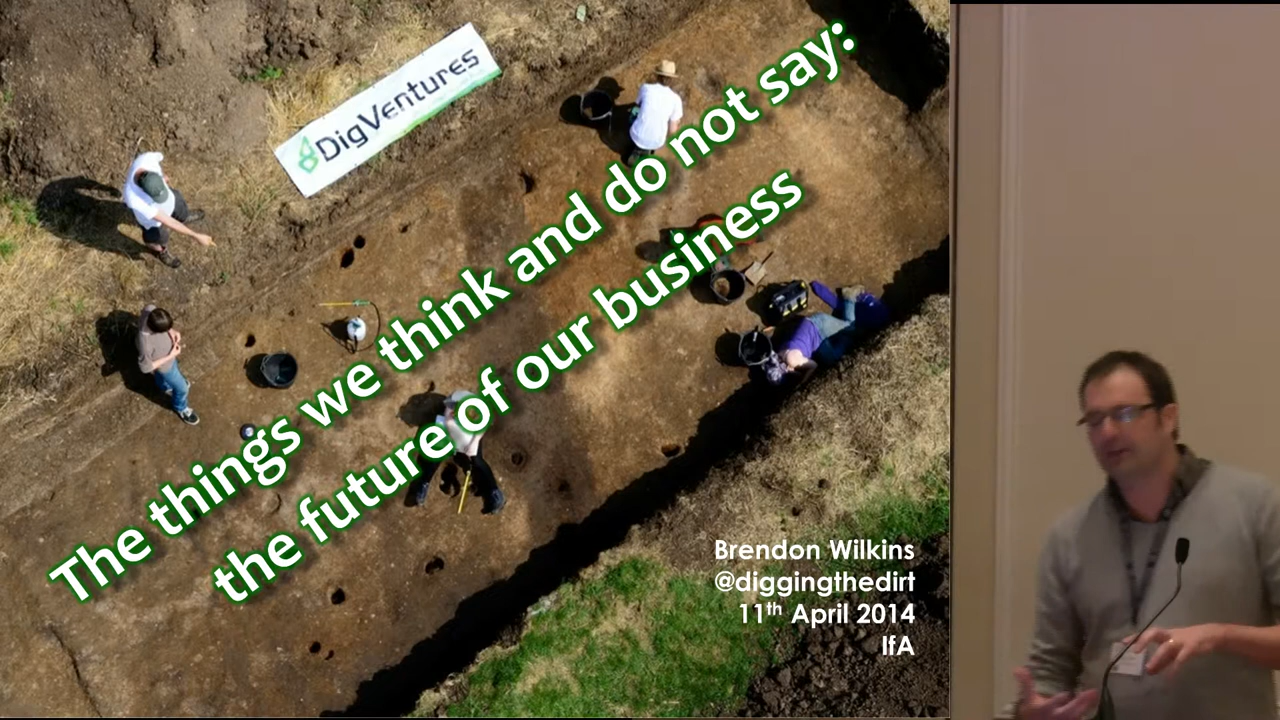 DigVentures
The things we think and do not say:
the future of our business
Brendon Wilkins
@diggingthedirt
11th April 2014
IfA